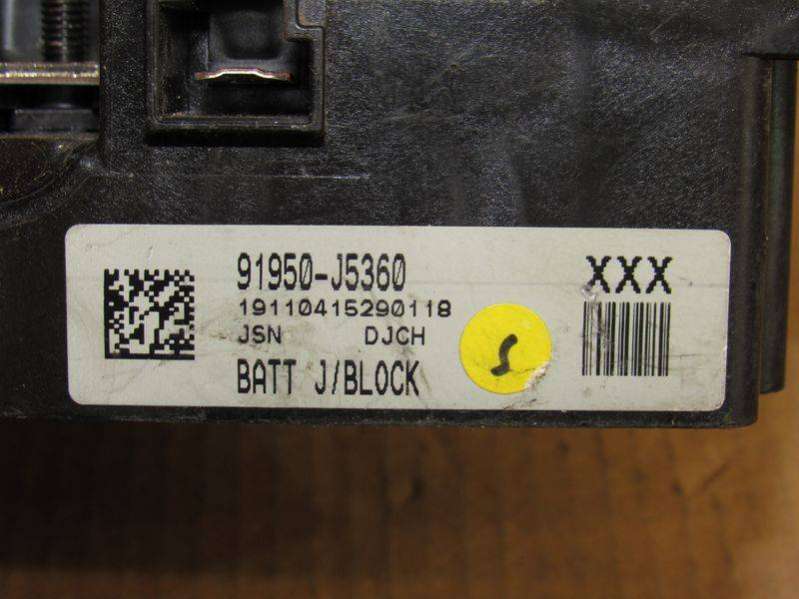 91950-J5360
19110415290118
JSN DJCH
BATT J/BLOCK
XXX